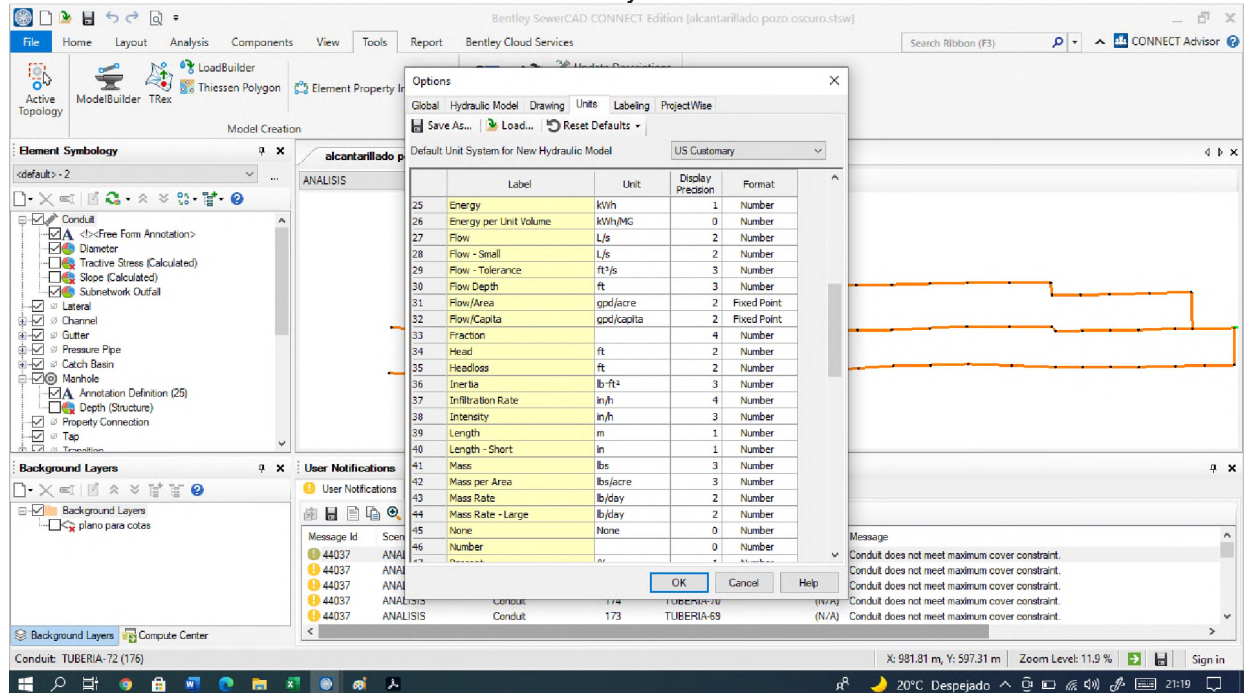 Bentley SewerCAD CONNECT Edition [alcantarillado pozo oscuro.stsw]
File Home Layout Analysis Components View Tools Report Bentley Cloud Services Search Ribbon (F3) CONNECT Advisor
Active Topology
ModelBuilder
TRex
LoadBuilder
Thiessen Polygon
Element Property In
Update Descriptions
Model Creation
Element Symbology
<default> - 2
Conduit
<!><Free Form Annotation>
Diameter
Tractive Stress (Calculated)
Slope (Calculated)
Subnetwork Outfall
Lateral
Channel
Gutter
Pressure Pipe
Catch Basin
Manhole
Annotation Definition (25)
Depth (Structure)
Property Connection
Tap
Transition
Background Layers
Background Layers
plano para cotas
Background Layers Compute Center
alcantarillado p
ANALISIS
Options
Global Hydraulic Model Drawing Units Labeling ProjectWise
Save As... Load... Reset Defaults
Default Unit System for New Hydraulic Model US Customary
Label Unit Display Precision Format
25 Energy kWh 1 Number
26 Energy per Unit Volume kWh/MG 0 Number
27 Flow L/s 2 Number
28 Flow - Small L/s 2 Number
29 Flow - Tolerance ft³/s 3 Number
30 Flow Depth ft 3 Number
31 Flow/Area gpd/acre 2 Fixed Point
32 Flow/Capita gpd/capita 2 Fixed Point
33 Fraction 4 Number
34 Head ft 2 Number
35 Headloss ft 2 Number
36 Inertia lb·ft² 3 Number
37 Infiltration Rate in/h 4 Number
38 Intensity in/h 3 Number
39 Length m 1 Number
40 Length - Short in 1 Number
41 Mass lbs 3 Number
42 Mass per Area lbs/acre 3 Number
43 Mass Rate lb/day 2 Number
44 Mass Rate - Large lb/day 2 Number
45 None None 0 Number
46 Number 0 Number
OK Cancel Help
User Notifications
User Notific
Message Id Scen Message
44037 ANAL Conduit does not meet maximum cover constraint.
44037 ANAL Conduit does not meet maximum cover constraint.
44037 ANAL Conduit does not meet maximum cover constraint.
44037 ANALISIS Conduit 174 TUBERIA-70 (N/A) Conduit does not meet maximum cover constraint.
44037 ANALISIS Conduit 173 TUBERIA-69 (N/A) Conduit does not meet maximum cover constraint.
Conduit: TUBERIA-72 (176) X: 981.81 m, Y: 597.31 m Zoom Level: 11.9 % Sign in
20°C Despejado 21:19